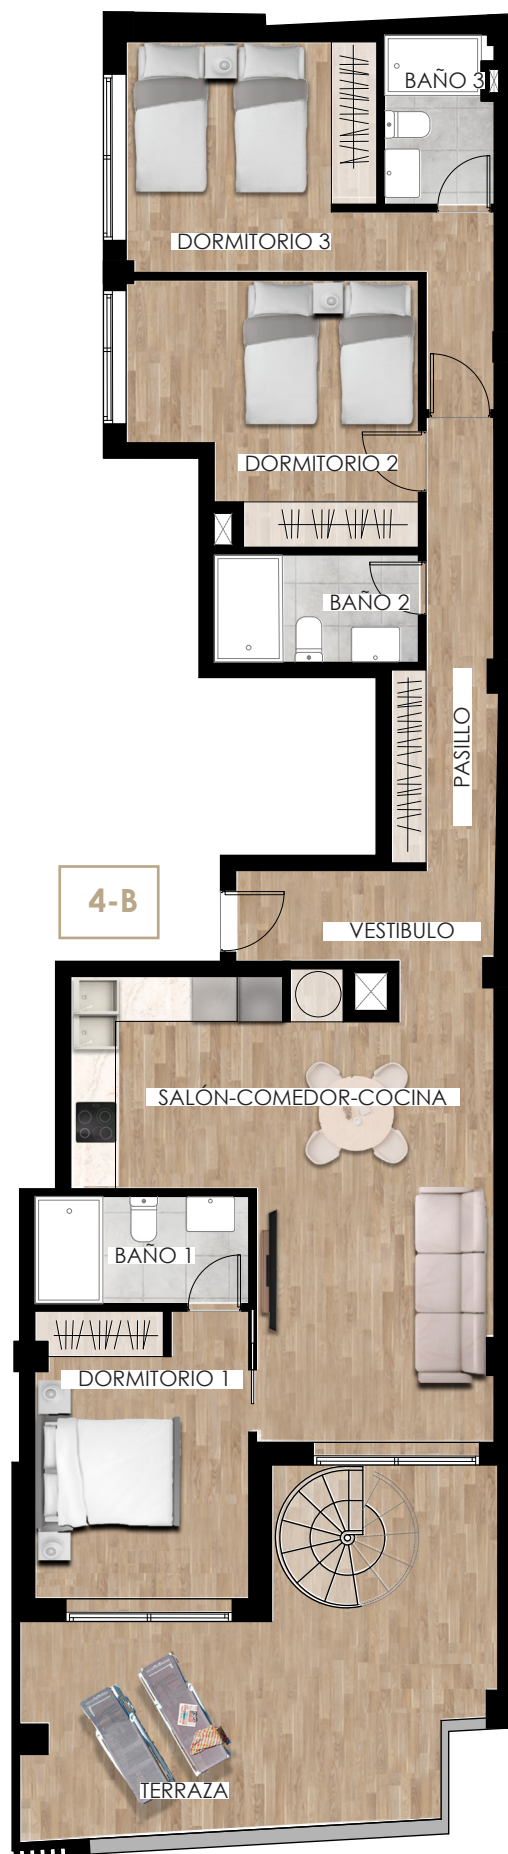 BAÑO 3
DORMITORIO 3
DORMITORIO 2
BAÑO 2
PASILLO
4-B
VESTIBULO
SALÓN-COMEDOR-COCINA
BAÑO 1
DORMITORIO 1
TERRAZA